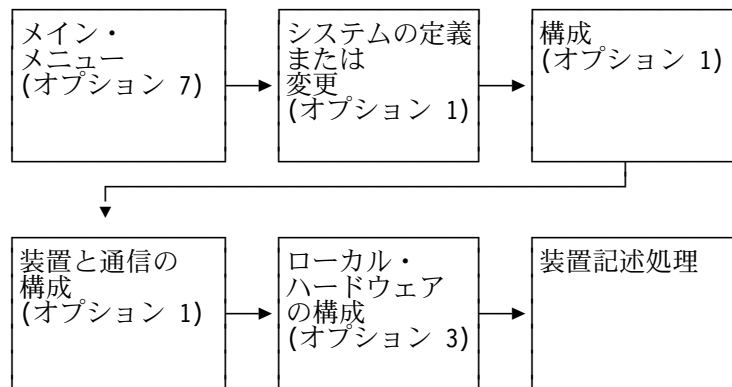 メイン・
メニュー
(オプション 7)
システムの定義
または
変更
(オプション 1)
構成
(オプション 1)
装置と通信の
構成
(オプション 1)
ローカル・
ハードウェア
の構成
(オプション 3)
装置記述処理